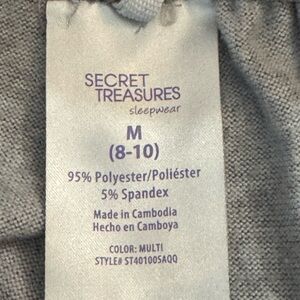 SECRET
TREASURES
sleepwear
M
(8-10)
95% Polyester/Poliéster
5% Spandex
Made in Cambodia
Hecho en Camboya
COLOR: MULTI
STYLE# ST40100SAQQ